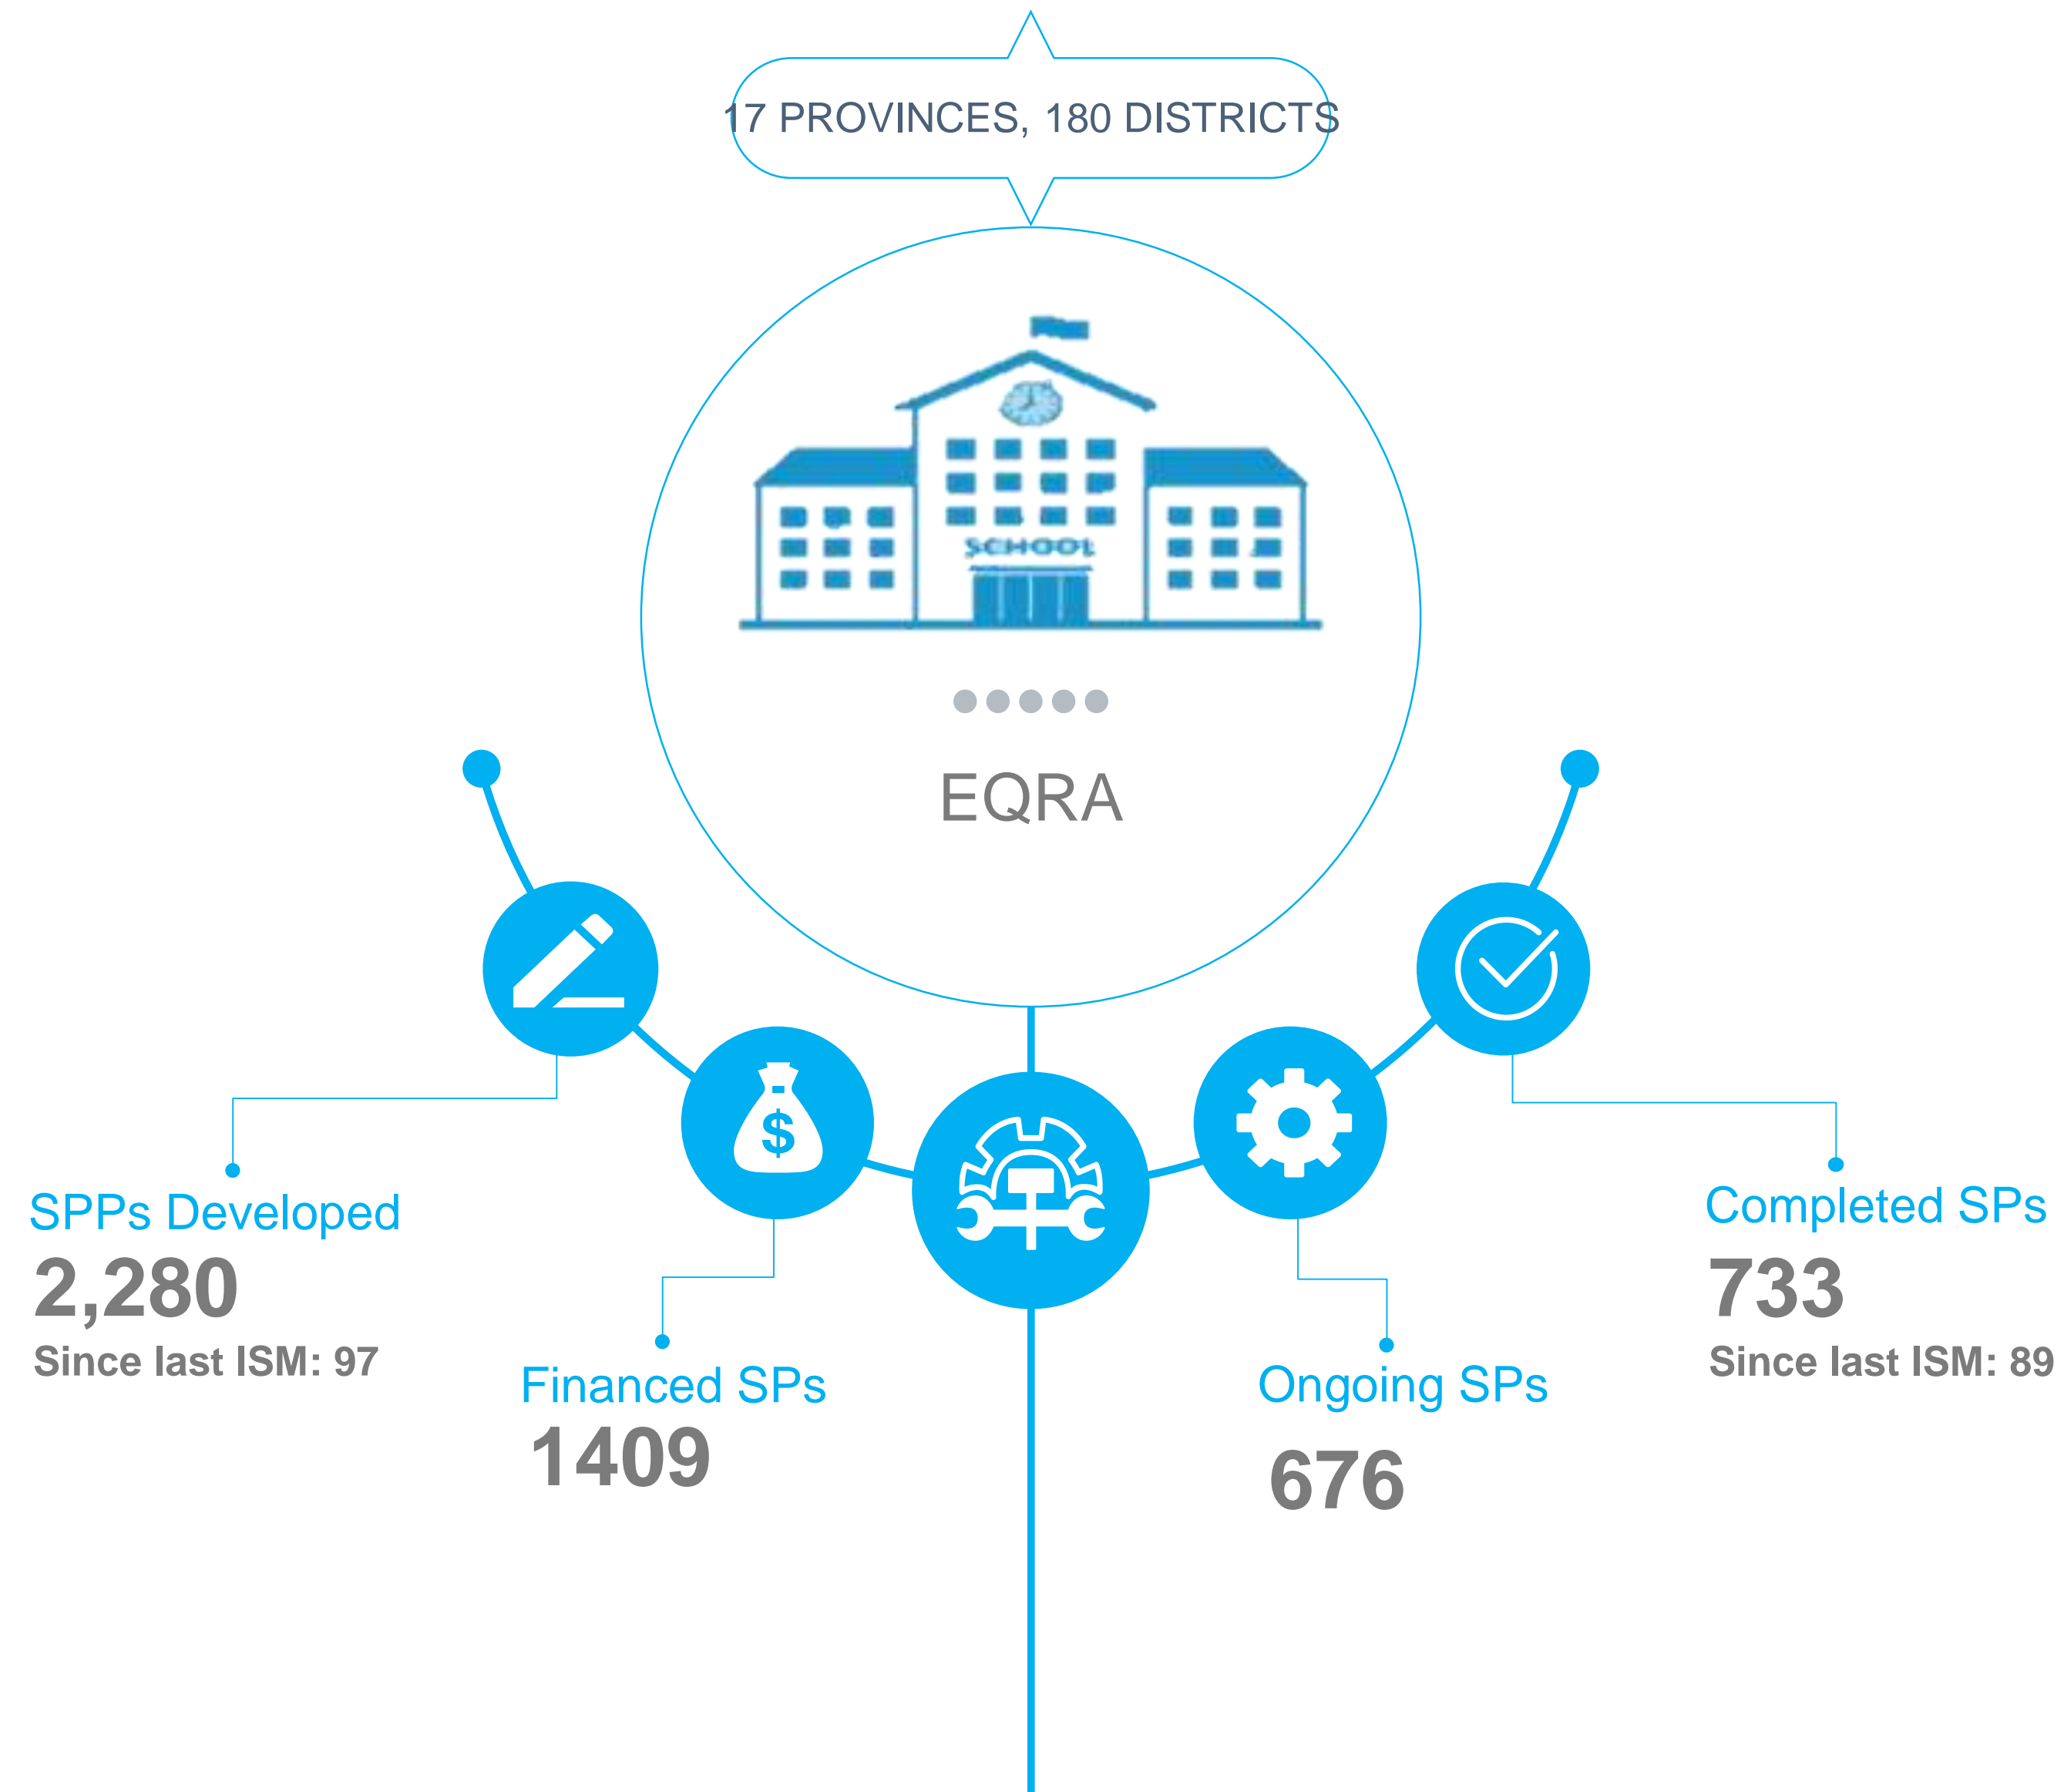 17 PROVINCES, 180 DISTRICTS
SCHOOL
EQRA
SPPs Developed
2,280
Since last ISM: 97
Financed SPs
1409
Ongoing SPs
676
Completed SPs
733
Since last ISM: 89